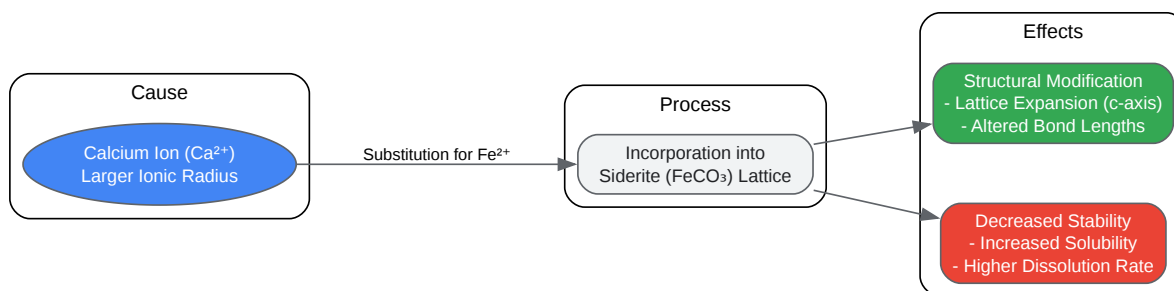 Cause
Calcium Ion (Ca²⁺)
Larger Ionic Radius
Substitution for Fe²⁺
Process
Incorporation into
Siderite (FeCO₃) Lattice
Effects
Structural Modification
- Lattice Expansion (c-axis)
- Altered Bond Lengths
Decreased Stability
- Increased Solubility
- Higher Dissolution Rate